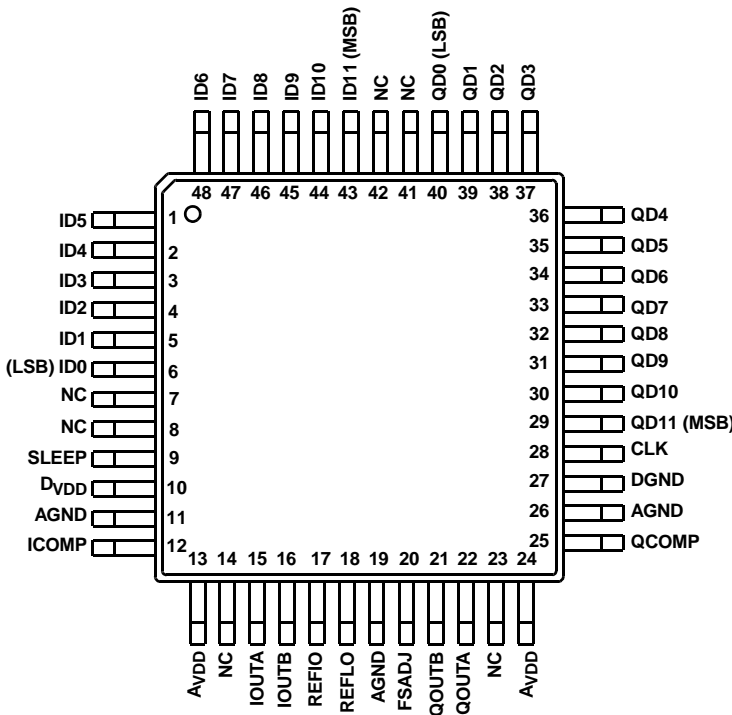 ID6
ID7
ID8
ID9
ID10
ID11 (MSB)
NC
NC
QD0 (LSB)
QD1
QD2
QD3
48 47 46 45 44 43 42 41 40 39 38 37
ID5 1
ID4 2
ID3 3
ID2 4
ID1 5
(LSB) ID0 6
NC 7
NC 8
SLEEP 9
DVDD 10
AGND 11
ICOMP 12
36 QD4
35 QD5
34 QD6
33 QD7
32 QD8
31 QD9
30 QD10
29 QD11 (MSB)
28 CLK
27 DGND
26 AGND
25 QCOMP
13 14 15 16 17 18 19 20 21 22 23 24
AVDD
NC
IOUTA
IOUTB
REFIO
REFLO
AGND
FSADJ
QOUTB
QOUTA
NC
AVDD